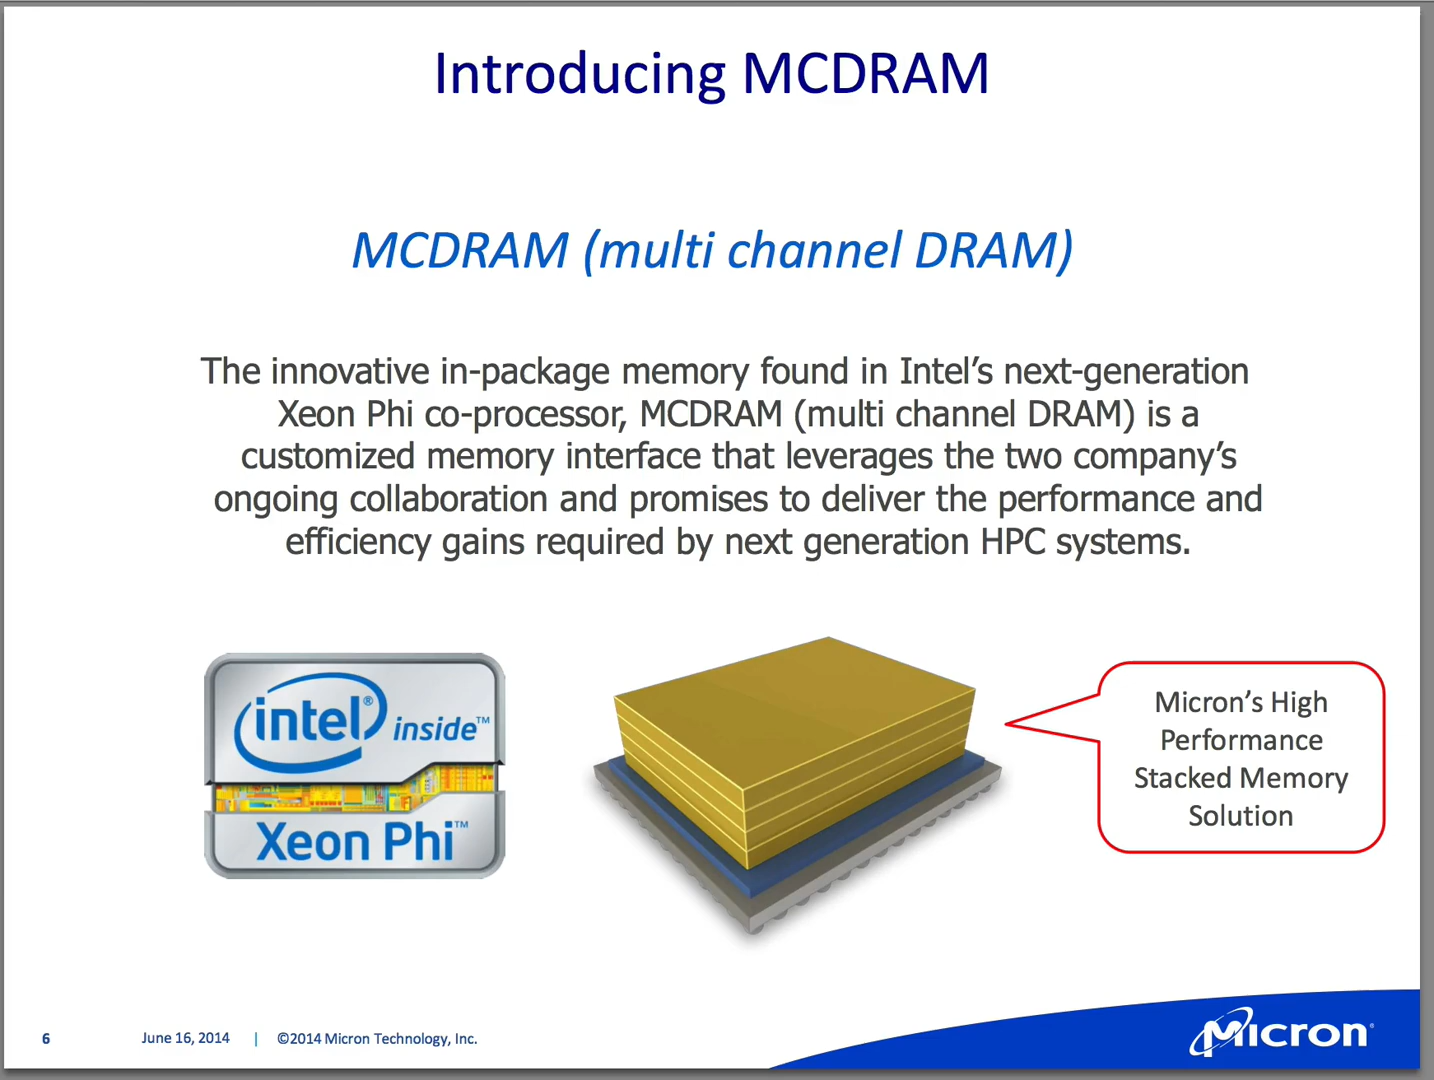 Introducing MCDRAM
MCDRAM (multi channel DRAM)
The innovative in-package memory found in Intel’s next-generation
Xeon Phi co-processor, MCDRAM (multi channel DRAM) is a
customized memory interface that leverages the two company’s
ongoing collaboration and promises to deliver the performance and
efficiency gains required by next generation HPC systems.
intel® inside™
Xeon Phi™
Micron’s High
Performance
Stacked Memory
Solution
6 June 16, 2014 | ©2014 Micron Technology, Inc.
Micron®